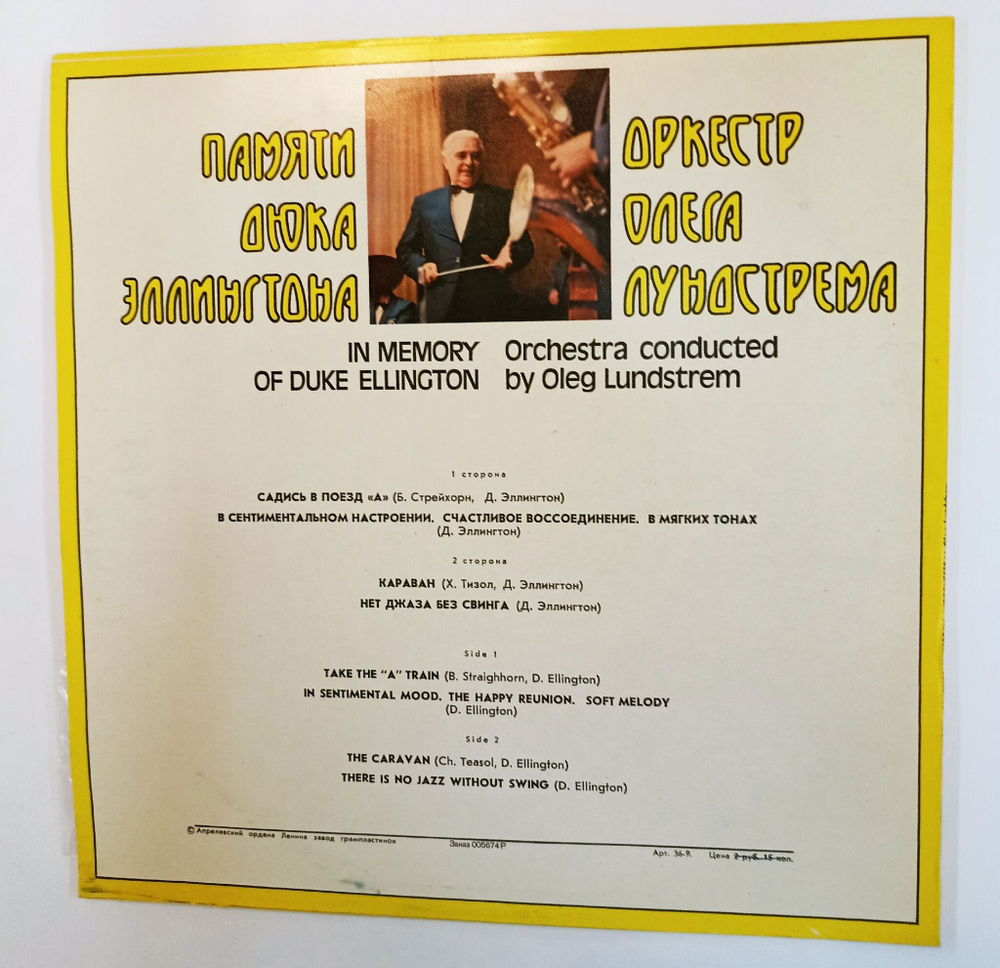 ПАМЯТИ
ДЮКА
ЭЛЛИНГТОНА
ОРКЕСТР
ОЛЕГА
ЛУНДСТРЕМА
IN MEMORY
OF DUKE ELLINGTON
Orchestra conducted
by Oleg Lundstrem
1 сторона
САДИСЬ В ПОЕЗД «А» (Б. Стрейхорн, Д. Эллингтон)
В СЕНТИМЕНТАЛЬНОМ НАСТРОЕНИИ. СЧАСТЛИВОЕ ВОССОЕДИНЕНИЕ. В МЯГКИХ ТОНАХ
(Д. Эллингтон)
2 сторона
КАРАВАН (Х. Тизол, Д. Эллингтон)
НЕТ ДЖАЗА БЕЗ СВИНГА (Д. Эллингтон)
Side 1
TAKE THE "A" TRAIN (B. Straighhorn, D. Ellington)
IN SENTIMENTAL MOOD. THE HAPPY REUNION. SOFT MELODY
(D. Ellington)
Side 2
THE CARAVAN (Ch. Teasol, D. Ellington)
THERE IS NO JAZZ WITHOUT SWING (D. Ellington)
© Апрелевский ордена Ленина завод грампластинок Заказ 005674Р Арт. 36-9. Цена 2 руб. 15 коп.